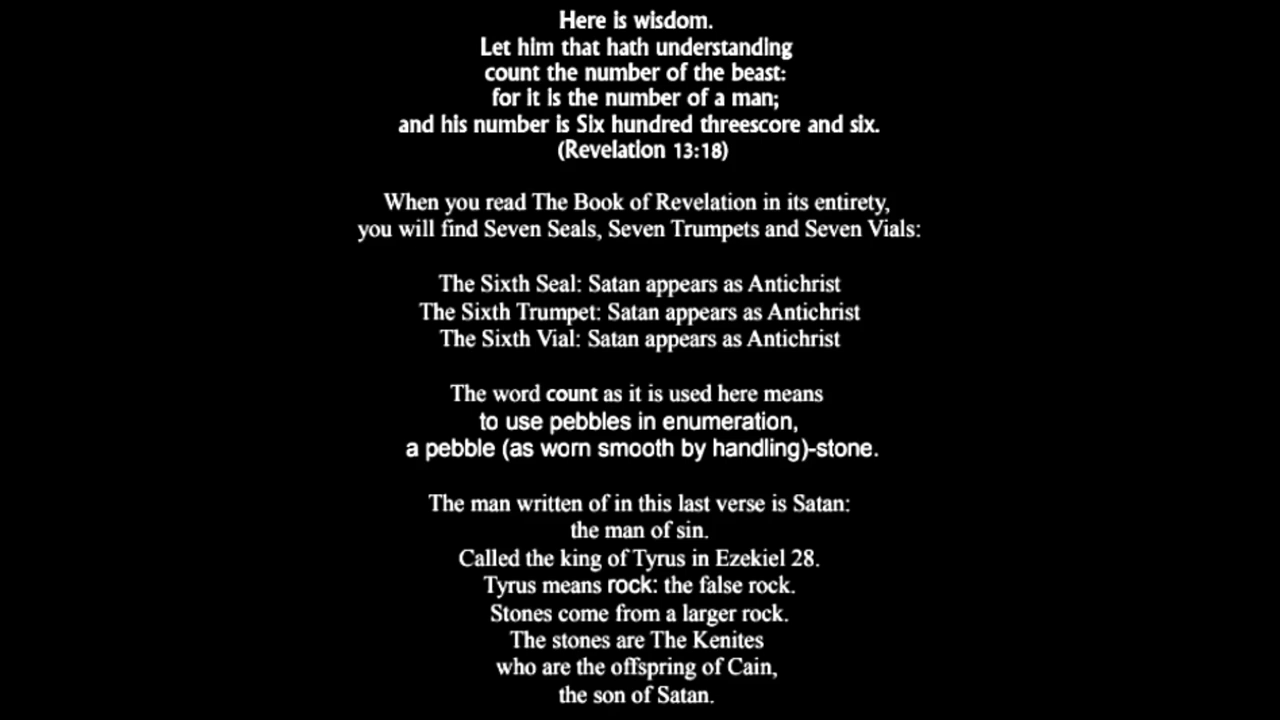 Here is wisdom.
Let him that hath understanding
count the number of the beast:
for it is the number of a man;
and his number is Six hundred threescore and six.
(Revelation 13:18)
When you read The Book of Revelation in its entirety,
you will find Seven Seals, Seven Trumpets and Seven Vials:
The Sixth Seal: Satan appears as Antichrist
The Sixth Trumpet: Satan appears as Antichrist
The Sixth Vial: Satan appears as Antichrist
The word count as it is used here means
to use pebbles in enumeration,
a pebble (as worn smooth by handling)-stone.
The man written of in this last verse is Satan:
the man of sin.
Called the king of Tyrus in Ezekiel 28.
Tyrus means rock: the false rock.
Stones come from a larger rock.
The stones are The Kenites
who are the offspring of Cain,
the son of Satan.